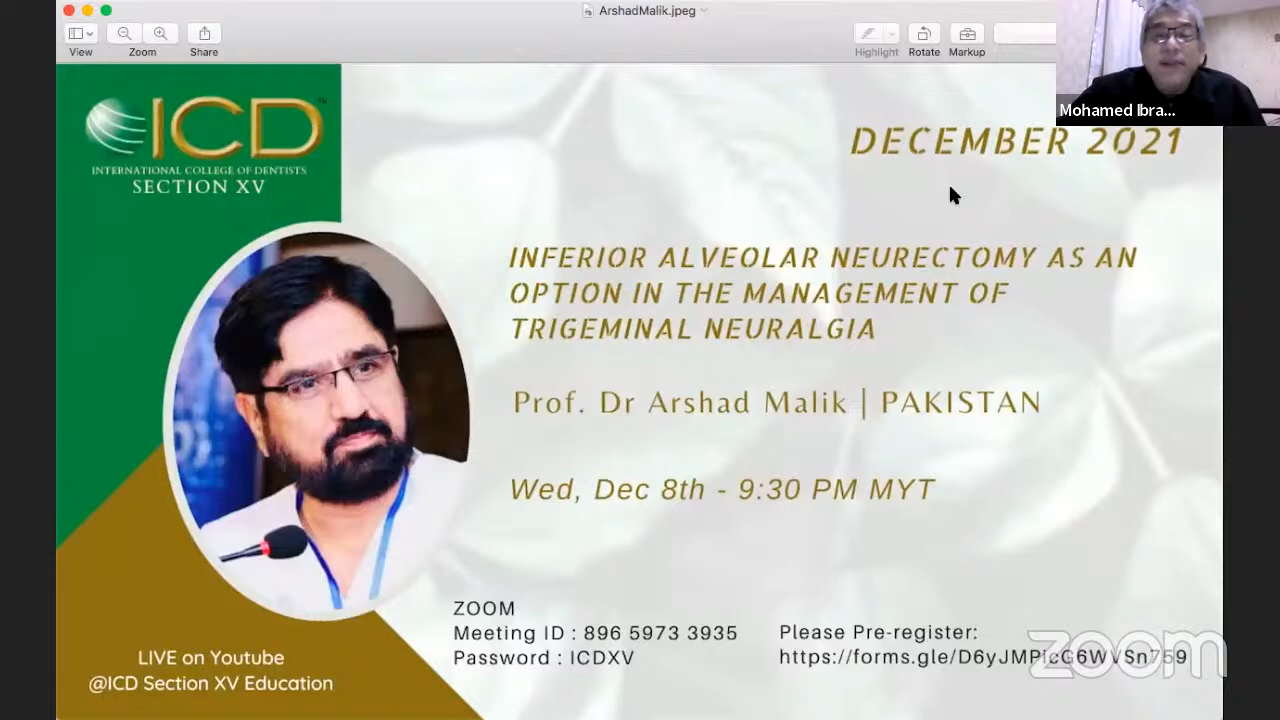 ArshadMalik.jpeg
View
Zoom
Share
Highlight
Rotate
Markup
Mohamed Ibra...
ICD™
INTERNATIONAL COLLEGE OF DENTISTS
SECTION XV
DECEMBER 2021
INFERIOR ALVEOLAR NEURECTOMY AS AN
OPTION IN THE MANAGEMENT OF
TRIGEMINAL NEURALGIA
Prof. Dr Arshad Malik | PAKISTAN
Wed, Dec 8th - 9:30 PM MYT
ZOOM
Meeting ID : 896 5973 3935
Password : ICDXV
Please Pre-register:
LIVE on Youtube
@ICD Section XV Education
zoom